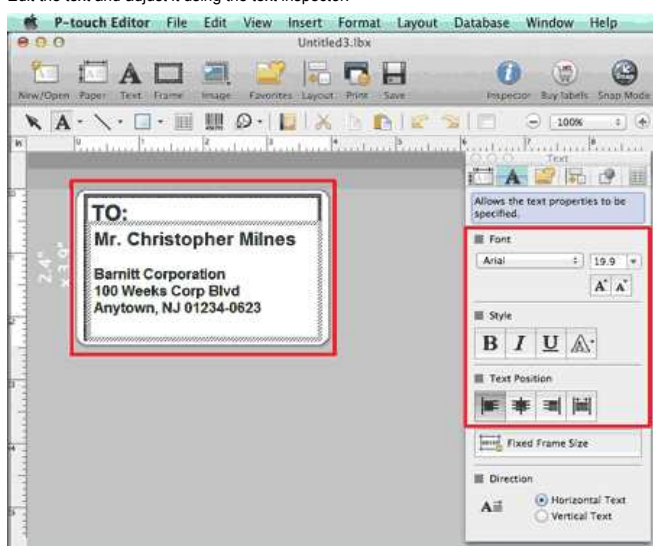 P-touch Editor File Edit View Insert Format Layout Database Window Help
Untitled3.lbx
New/Open Paper Text Frame Image Favorites Layout Print Save Inspector Buy labels Snap Mode
A 100%
Text
A
Allows the text properties to be
specified.
Font
Arial 19.9
A A
Style
B I U A
Text Position
Fixed Frame Size
Direction
A Horizontal Text
Vertical Text
2.4"
x 3.9"
TO:
Mr. Christopher Milnes
Barnitt Corporation
100 Weeks Corp Blvd
Anytown, NJ 01234-0623